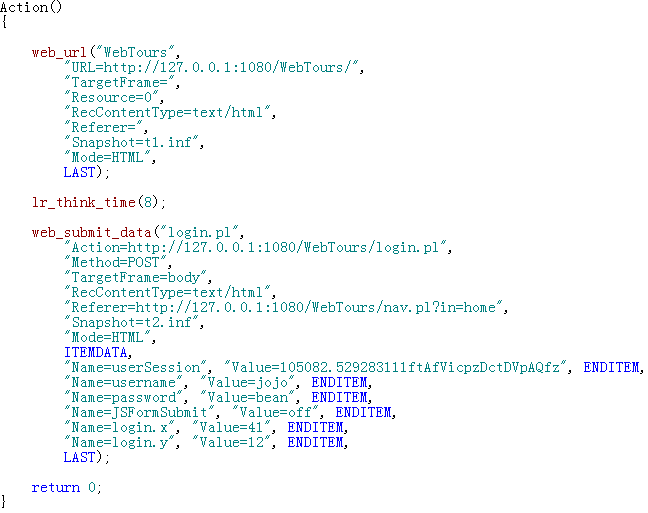 Action()
{
web_url("WebTours",
"URL=http://127.0.0.1:1080/WebTours/",
"TargetFrame=",
"Resource=0",
"RecContentType=text/html",
"Referer=",
"Snapshot=t1.inf",
"Mode=HTML",
LAST);
lr_think_time(8);
web_submit_data("login.pl",
"Action=http://127.0.0.1:1080/WebTours/login.pl",
"Method=POST",
"TargetFrame=body",
"RecContentType=text/html",
"Referer=http://127.0.0.1:1080/WebTours/nav.pl?in=home",
"Snapshot=t2.inf",
"Mode=HTML",
ITEMDATA,
"Name=userSession", "Value=105082.529283111ftAfVicpzDctDVpAQfz", ENDITEM,
"Name=username", "Value=jojo", ENDITEM,
"Name=password", "Value=bean", ENDITEM,
"Name=JSFormSubmit", "Value=off", ENDITEM,
"Name=login.x", "Value=41", ENDITEM,
"Name=login.y", "Value=12", ENDITEM,
LAST);
return 0;
}